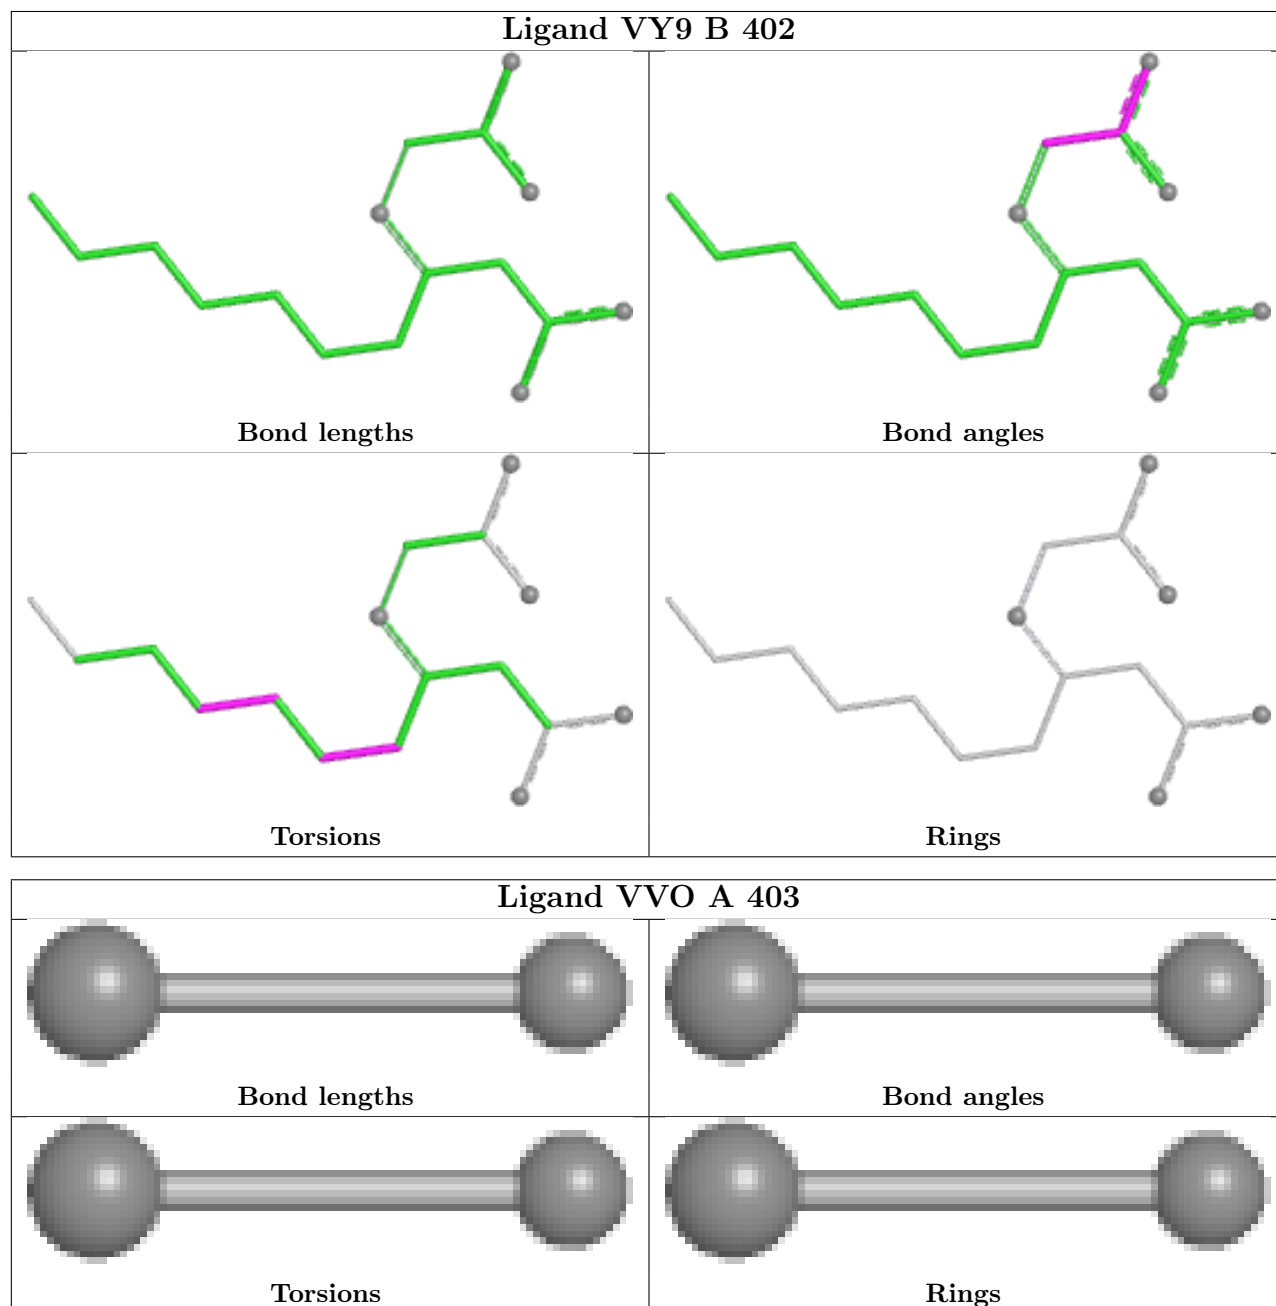 Ligand VY9 B 402
Bond lengths
Bond angles
Torsions
Rings
Ligand VVO A 403
Bond lengths
Bond angles
Torsions
Rings